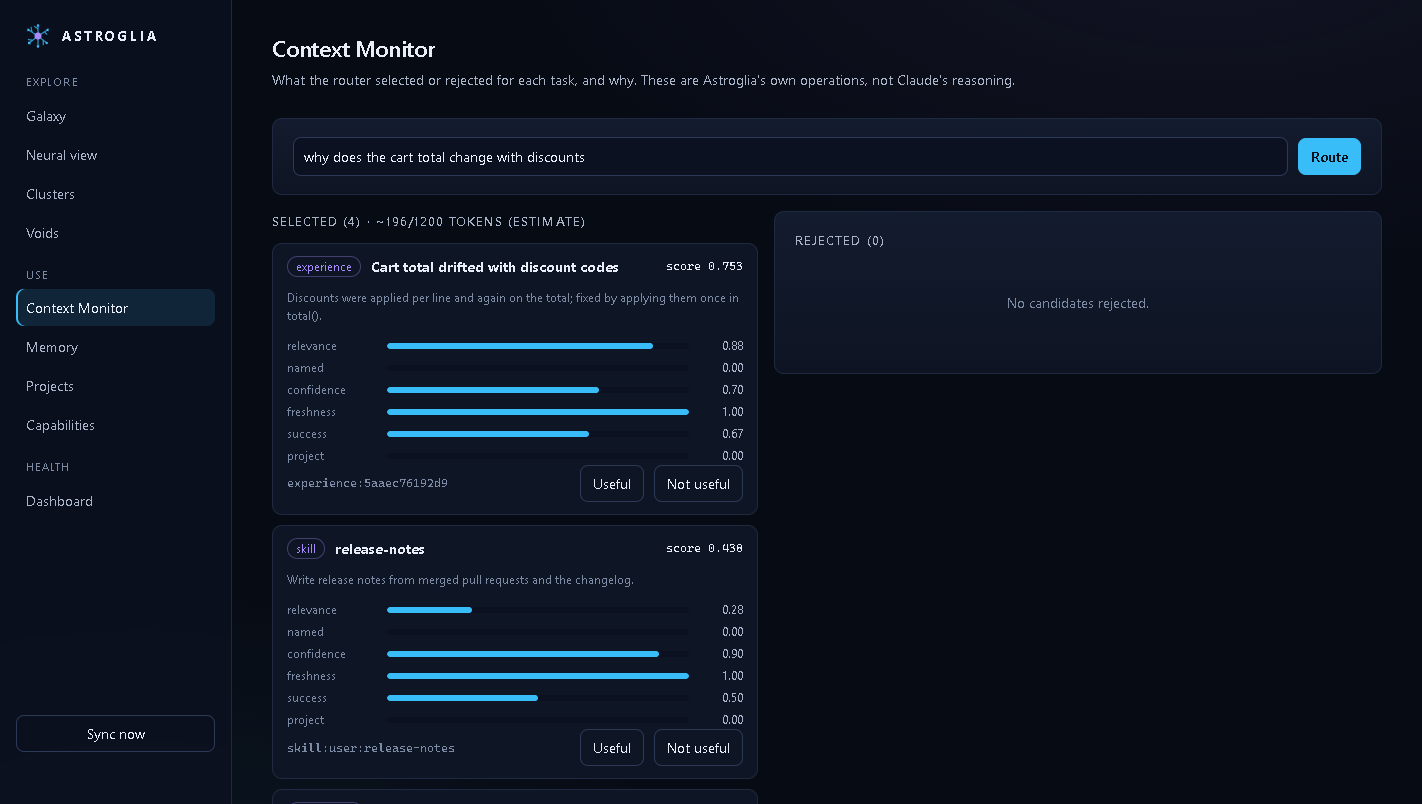 ASTROGLIA
EXPLORE
Galaxy
Neural view
Clusters
Voids
USE
Context Monitor
Memory
Projects
Capabilities
HEALTH
Dashboard
Sync now
Context Monitor
What the router selected or rejected for each task, and why. These are Astroglia's own operations, not Claude's reasoning.
why does the cart total change with discounts
Route
SELECTED (4) · ~196/1200 TOKENS (ESTIMATE)
experience Cart total drifted with discount codes score 0.753
Discounts were applied per line and again on the total; fixed by applying them once in
total().
relevance 0.88
named 0.00
confidence 0.70
freshness 1.00
success 0.67
project 0.00
experience:5aaec76192d9 Useful Not useful
skill release-notes score 0.430
Write release notes from merged pull requests and the changelog.
relevance 0.28
named 0.00
confidence 0.90
freshness 1.00
success 0.50
project 0.00
skill:user:release-notes Useful Not useful
REJECTED (0)
No candidates rejected.